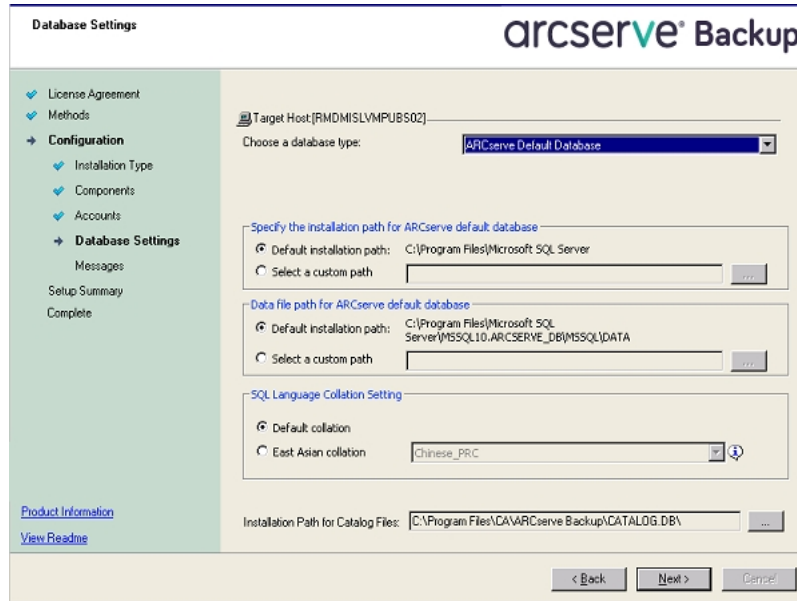 Database Settings
arcserve® Backup
License Agreement
Methods
Configuration
Installation Type
Components
Accounts
Database Settings
Messages
Setup Summary
Complete
Product Information
View Readme
Target Host:[RMDMISLVMPUBS02]
Choose a database type: ARCserve Default Database
Specify the installation path for ARCserve default database
Default installation path: C:\Program Files\Microsoft SQL Server
Select a custom path ...
Data file path for ARCserve default database
Default installation path: C:\Program Files\Microsoft SQL
Server\MSSQL10.ARCSERVE_DB\MSSQL\DATA
Select a custom path ...
SQL Language Collation Setting
Default collation
East Asian collation Chinese_PRC
Installation Path for Catalog Files: C:\Program Files\CA\ARCserve Backup\CATALOG.DB\ ...
< Back Next > Cancel